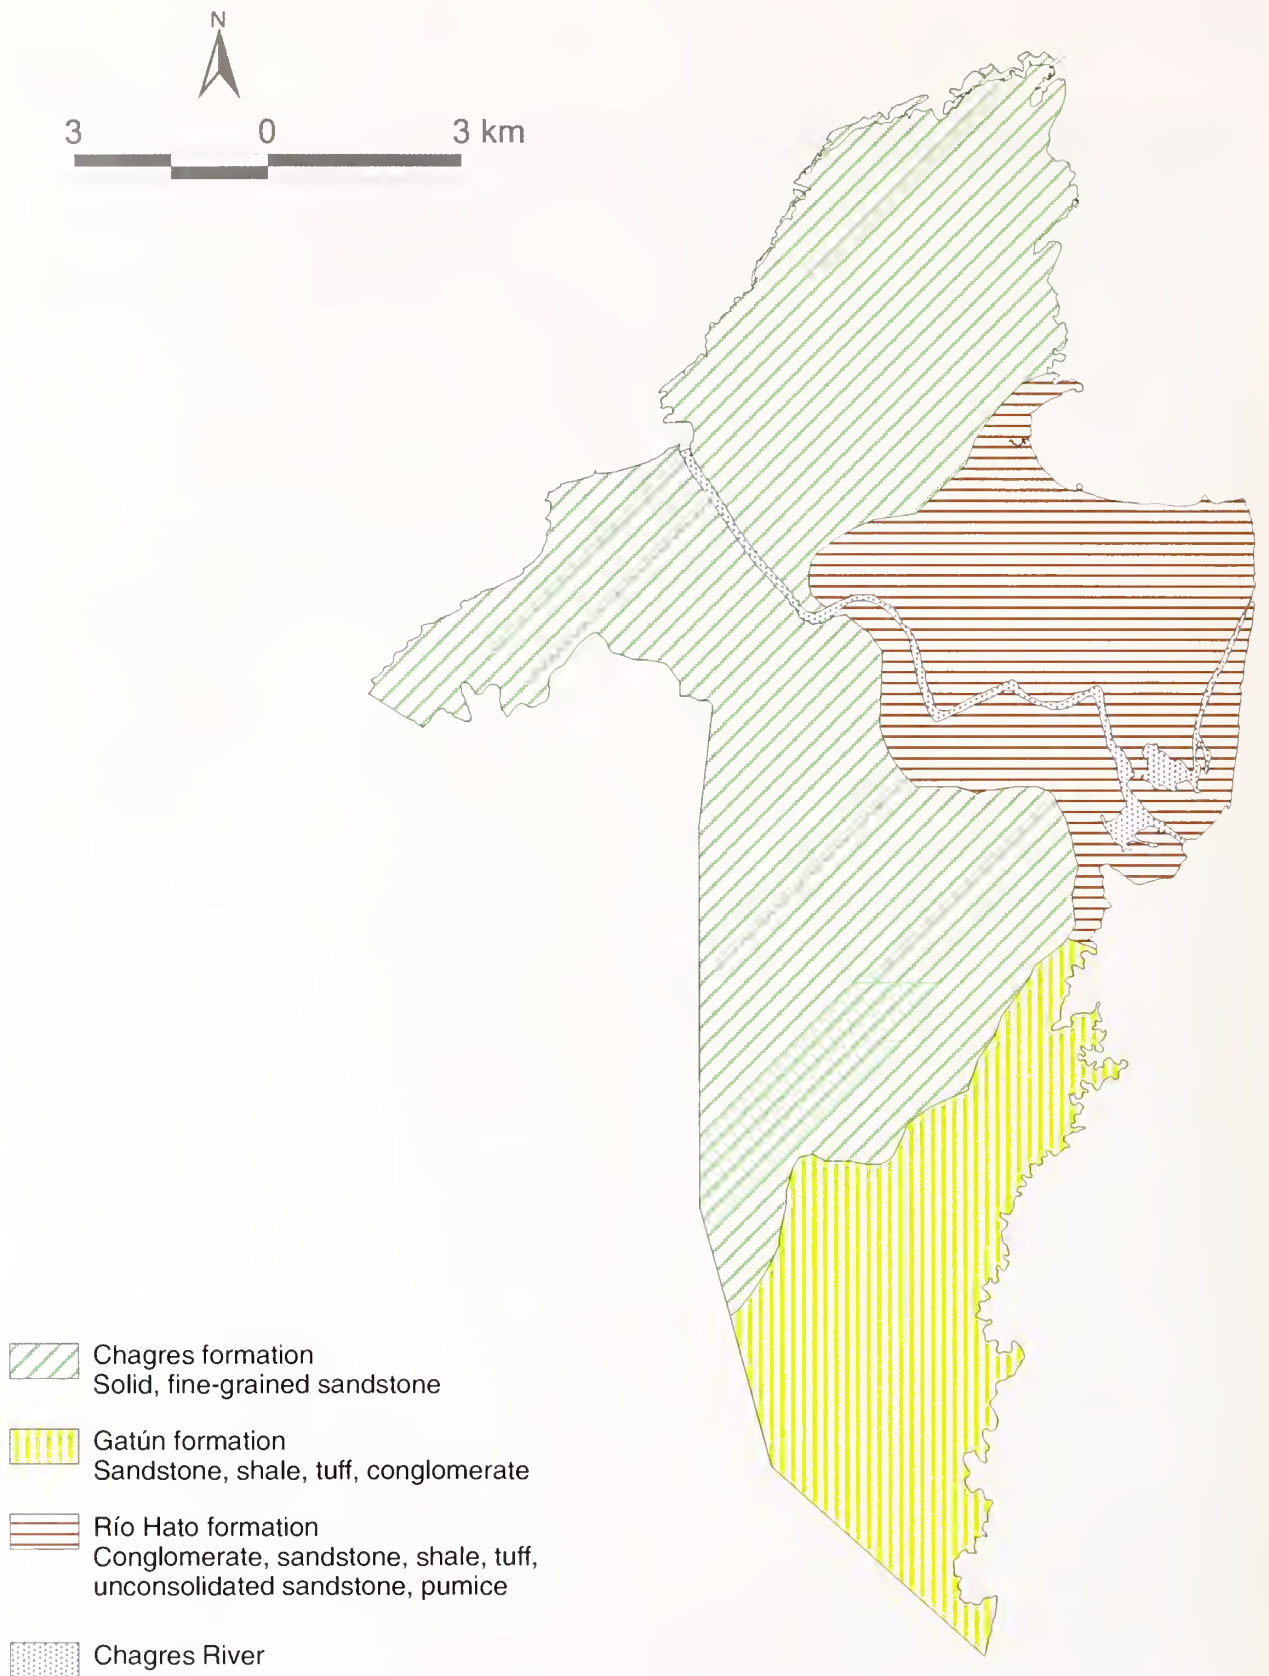 N
3 0 3 km
Chagres formation
Solid, fine-grained sandstone
Gatún formation
Sandstone, shale, tuff, conglomerate
Río Hato formation
Conglomerate, sandstone, shale, tuff,
unconsolidated sandstone, pumice
Chagres River